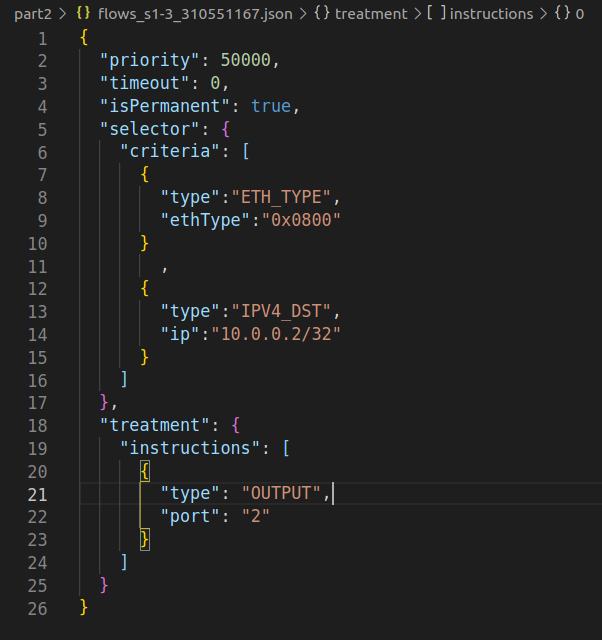 part2 > {} flows_s1-3_310551167.json > {} treatment > [ ] instructions > {} 0
1 {
2   "priority": 50000,
3   "timeout": 0,
4   "isPermanent": true,
5   "selector": {
6     "criteria": [
7       {
8         "type":"ETH_TYPE",
9         "ethType":"0x0800"
10       }
11         ,
12       {
13         "type":"IPV4_DST",
14         "ip":"10.0.0.2/32"
15       }
16     ]
17   },
18   "treatment": {
19     "instructions": [
20       {
21         "type": "OUTPUT",
22         "port": "2"
23       }
24     ]
25   }
26 }